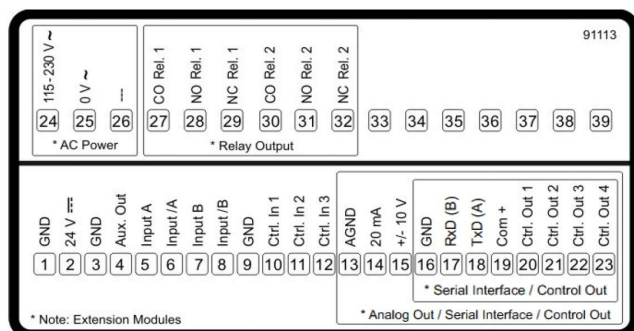 91113
115-230 V ~
0 V ~
---
CO Rel. 1
NO Rel. 1
NC Rel. 1
CO Rel. 2
NO Rel. 2
NC Rel. 2
24 25 26 27 28 29 30 31 32 33 34 35 36 37 38 39
* AC Power
* Relay Output
GND
24 V ⎓
GND
Aux. Out
Input A
Input /A
Input B
Input /B
GND
Ctrl. In 1
Ctrl. In 2
Ctrl. In 3
AGND
20 mA
+/- 10 V
GND
RxD (B)
TxD (A)
Com +
Ctrl. Out 1
Ctrl. Out 2
Ctrl. Out 3
Ctrl. Out 4
1 2 3 4 5 6 7 8 9 10 11 12 13 14 15 16 17 18 19 20 21 22 23
* Serial Interface / Control Out
* Note: Extension Modules
* Analog Out / Serial Interface / Control Out